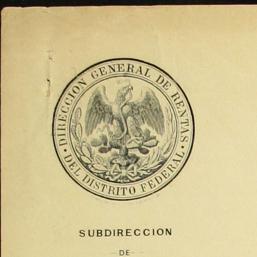 DIRECCION GENERAL DE RENTAS
· DEL DISTRITO FEDERAL ·
SUBDIRECCION
— DE —